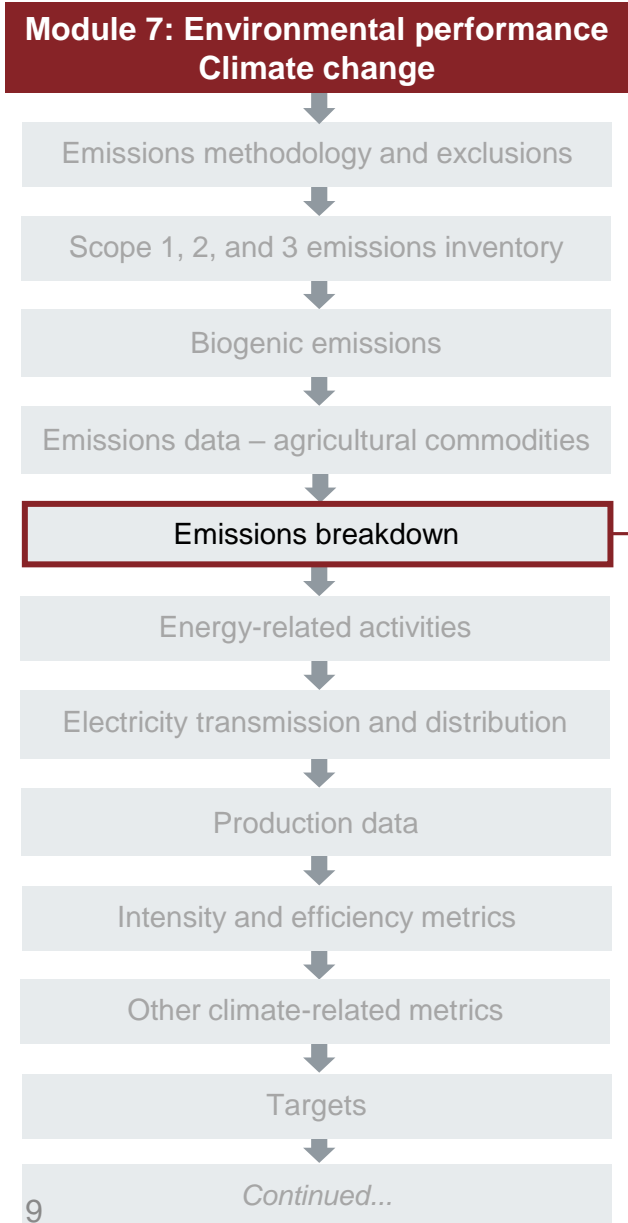 Module 7: Environmental performance
Climate change
Emissions methodology and exclusions
Scope 1, 2, and 3 emissions inventory
Biogenic emissions
Emissions data – agricultural commodities
Emissions breakdown
Energy-related activities
Electricity transmission and distribution
Production data
Intensity and efficiency metrics
Other climate-related metrics
Targets
Continued...
9